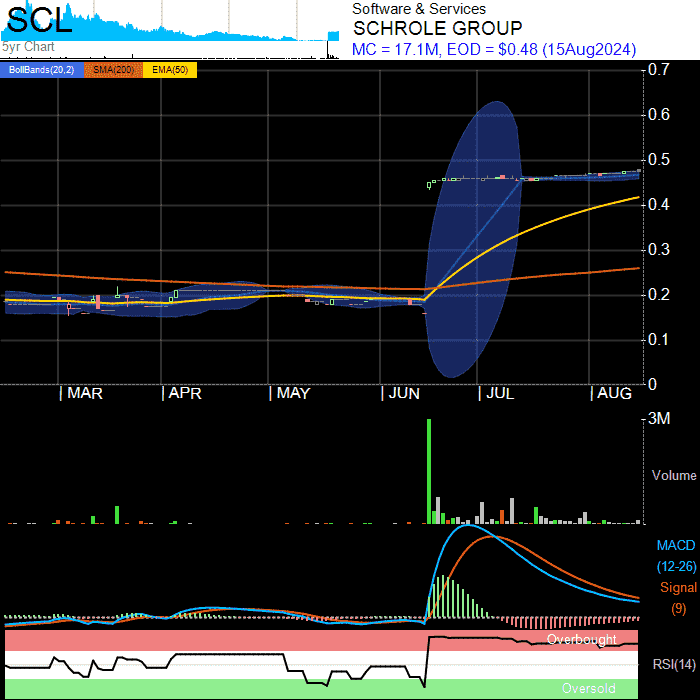 SCL
5yr Chart
Software & Services
SCHROLE GROUP
MC = 17.1M, EOD = $0.48 (15Aug2024)
BollBands(20,2) SMA(200) EMA(50)
0.7
0.6
0.5
0.4
0.3
0.2
0.1
0
MAR APR MAY JUN JUL AUG
3M
Volume
MACD
(12-26)
Signal
(9)
Overbought
RSI(14)
Oversold